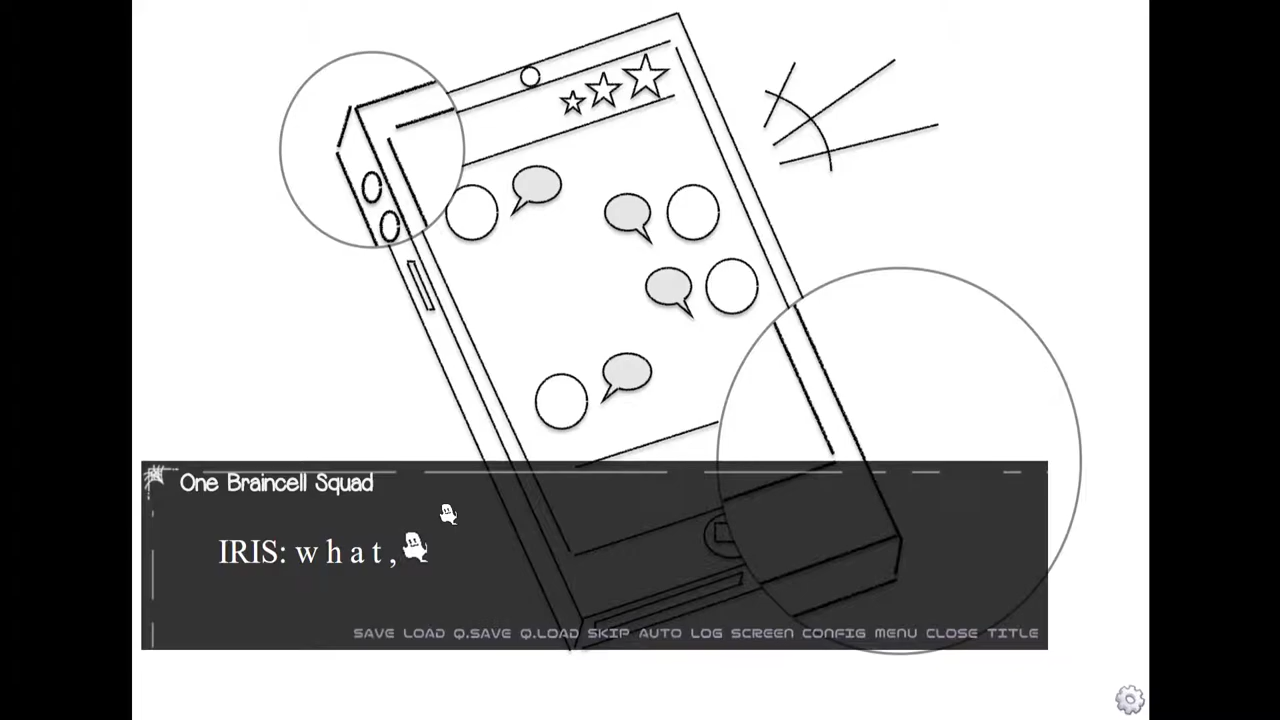 One Braincell Squad
IRIS: w h a t ,
SAVE LOAD Q.SAVE Q.LOAD SKIP AUTO LOG SCREEN CONFIG MENU CLOSE TITLE